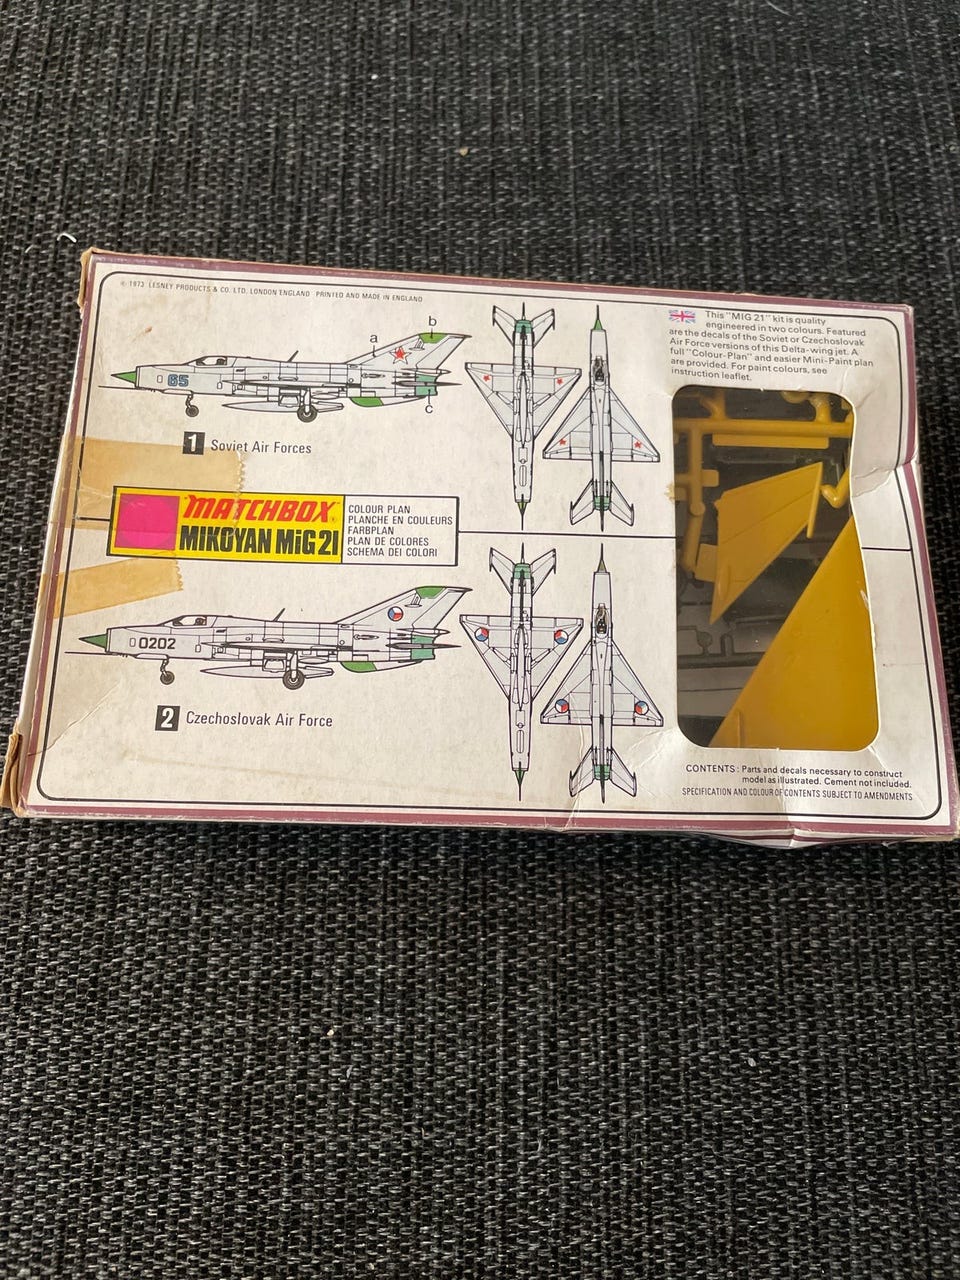 © 1973 LESNEY PRODUCTS & CO. LTD. LONDON ENGLAND PRINTED AND MADE IN ENGLAND
a
b
c
65
1 Soviet Air Forces
This "MIG 21" kit is quality
engineered in two colours. Featured
are the decals of the Soviet or Czechoslovak
Air Force versions of this Delta-wing jet. A
full "Colour-Plan" and easier Mini-Paint plan
are provided. For paint colours, see
instruction leaflet.
MATCHBOX
MIKOYAN MiG 21
COLOUR PLAN
PLANCHE EN COULEURS
FARBPLAN
PLAN DE COLORES
SCHEMA DEI COLORI
0202
2 Czechoslovak Air Force
CONTENTS: Parts and decals necessary to construct
model as illustrated. Cement not included.
SPECIFICATION AND COLOUR OF CONTENTS SUBJECT TO AMENDMENTS